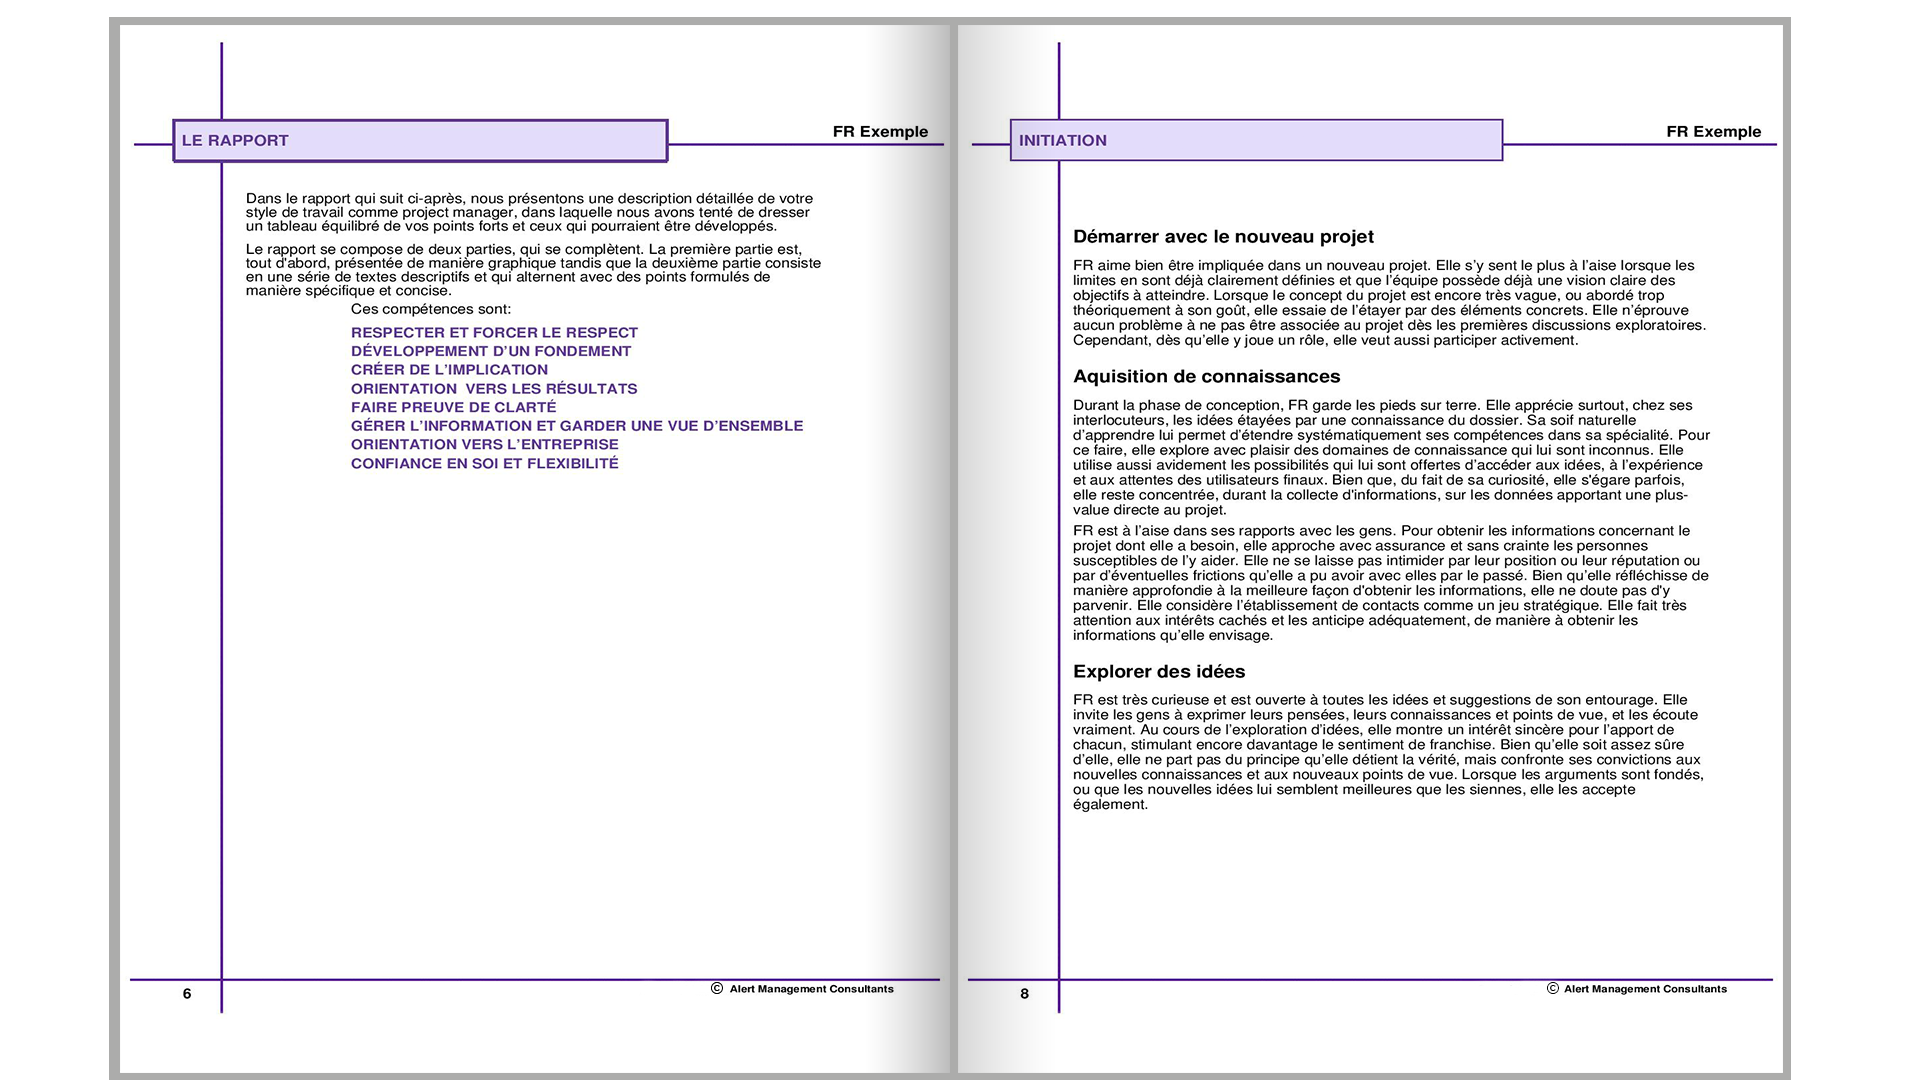 LE RAPPORT
FR Exemple
Dans le rapport qui suit ci-après, nous présentons une description détaillée de votre
style de travail comme project manager, dans laquelle nous avons tenté de dresser
un tableau équilibré de vos points forts et ceux qui pourraient être développés.
Le rapport se compose de deux parties, qui se complètent. La première partie est,
tout d'abord, présentée de manière graphique tandis que la deuxième partie consiste
en une série de textes descriptifs et qui alternent avec des points formulés de
manière spécifique et concise.
Ces compétences sont:
RESPECTER ET FORCER LE RESPECT
DÉVELOPPEMENT D’UN FONDEMENT
CRÉER DE L’IMPLICATION
ORIENTATION  VERS LES RÉSULTATS
FAIRE PREUVE DE CLARTÉ
GÉRER L’INFORMATION ET GARDER UNE VUE D’ENSEMBLE
ORIENTATION VERS L’ENTREPRISE
CONFIANCE EN SOI ET FLEXIBILITÉ
6
© Alert Management Consultants
INITIATION
FR Exemple
Démarrer avec le nouveau projet
FR aime bien être impliquée dans un nouveau projet. Elle s’y sent le plus à l’aise lorsque les
limites en sont déjà clairement définies et que l’équipe possède déjà une vision claire des
objectifs à atteindre. Lorsque le concept du projet est encore très vague, ou abordé trop
théoriquement à son goût, elle essaie de l’étayer par des éléments concrets. Elle n’éprouve
aucun problème à ne pas être associée au projet dès les premières discussions exploratoires.
Cependant, dès qu’elle y joue un rôle, elle veut aussi participer activement.
Aquisition de connaissances
Durant la phase de conception, FR garde les pieds sur terre. Elle apprécie surtout, chez ses
interlocuteurs, les idées étayées par une connaissance du dossier. Sa soif naturelle
d’apprendre lui permet d’étendre systématiquement ses compétences dans sa spécialité. Pour
ce faire, elle explore avec plaisir des domaines de connaissance qui lui sont inconnus. Elle
utilise aussi avidement les possibilités qui lui sont offertes d’accéder aux idées, à l’expérience
et aux attentes des utilisateurs finaux. Bien que, du fait de sa curiosité, elle s'égare parfois,
elle reste concentrée, durant la collecte d'informations, sur les données apportant une plus-
value directe au projet.
FR est à l’aise dans ses rapports avec les gens. Pour obtenir les informations concernant le
projet dont elle a besoin, elle approche avec assurance et sans crainte les personnes
susceptibles de l’y aider. Elle ne se laisse pas intimider par leur position ou leur réputation ou
par d’éventuelles frictions qu’elle a pu avoir avec elles par le passé. Bien qu’elle réfléchisse de
manière approfondie à la meilleure façon d'obtenir les informations, elle ne doute pas d'y
parvenir. Elle considère l’établissement de contacts comme un jeu stratégique. Elle fait très
attention aux intérêts cachés et les anticipe adéquatement, de manière à obtenir les
informations qu’elle envisage.
Explorer des idées
FR est très curieuse et est ouverte à toutes les idées et suggestions de son entourage. Elle
invite les gens à exprimer leurs pensées, leurs connaissances et points de vue, et les écoute
vraiment. Au cours de l’exploration d’idées, elle montre un intérêt sincère pour l’apport de
chacun, stimulant encore davantage le sentiment de franchise. Bien qu’elle soit assez sûre
d’elle, elle ne part pas du principe qu’elle détient la vérité, mais confronte ses convictions aux
nouvelles connaissances et aux nouveaux points de vue. Lorsque les arguments sont fondés,
ou que les nouvelles idées lui semblent meilleures que les siennes, elle les accepte
également.
8
© Alert Management Consultants